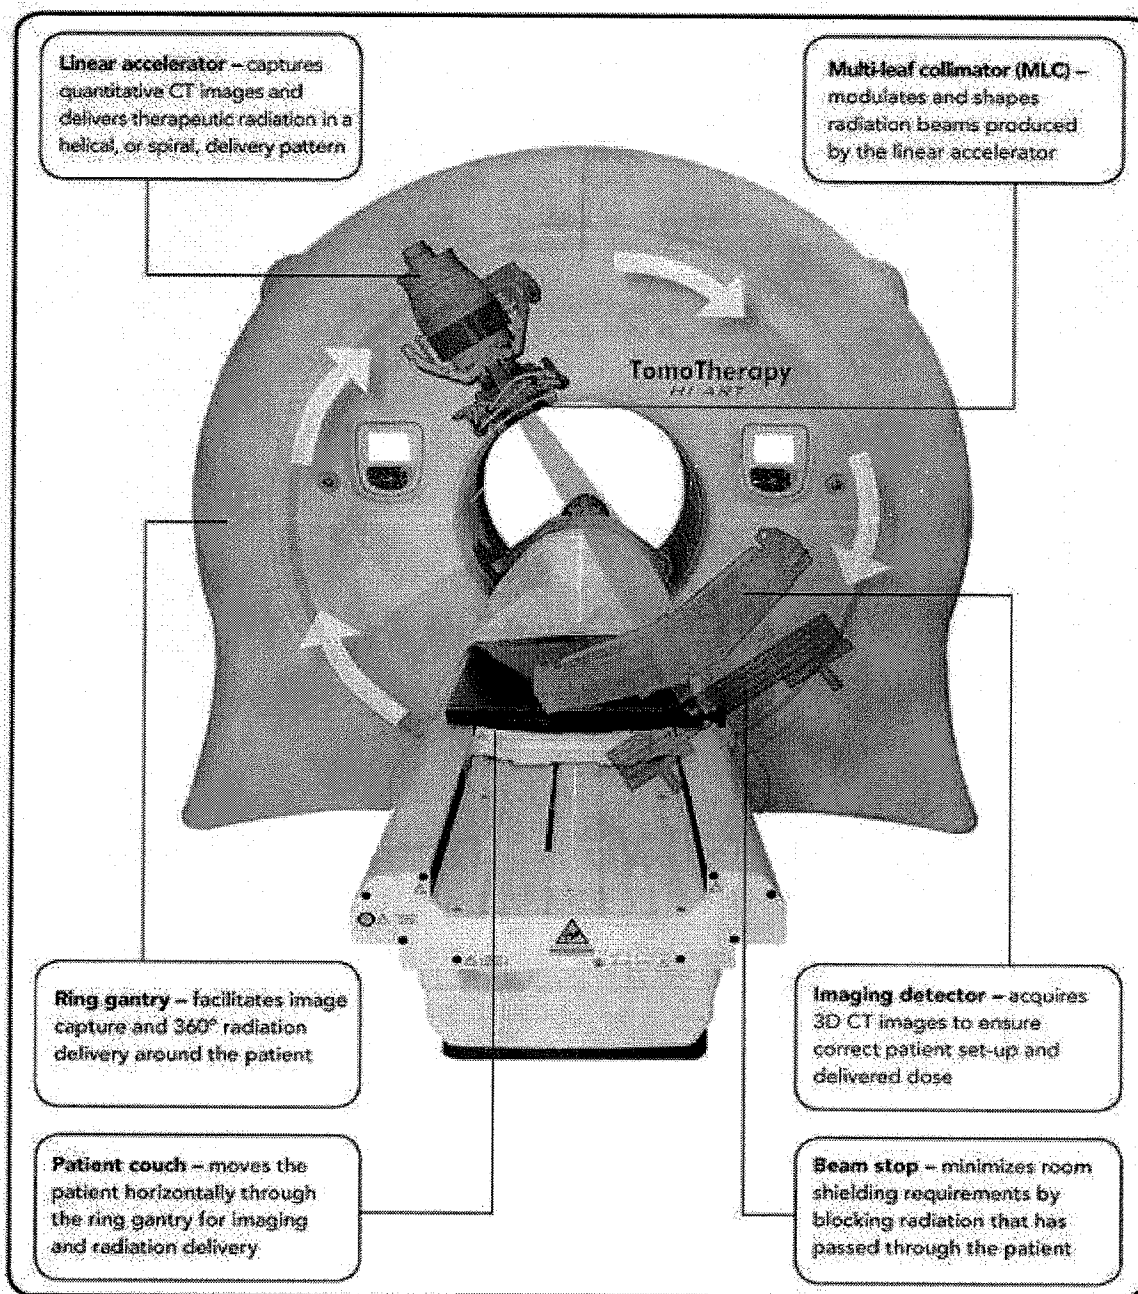 Linear accelerator – captures
quantitative CT images and
delivers therapeutic radiation in a
helical, or spiral, delivery pattern
Multi-leaf collimator (MLC) –
modulates and shapes
radiation beams produced
by the linear accelerator
TomoTherapy
HI·ART
Ring gantry – facilitates image
capture and 360° radiation
delivery around the patient
Imaging detector – acquires
3D CT images to ensure
correct patient set-up and
delivered dose
Patient couch – moves the
patient horizontally through
the ring gantry for imaging
and radiation delivery
Beam stop – minimizes room
shielding requirements by
blocking radiation that has
passed through the patient